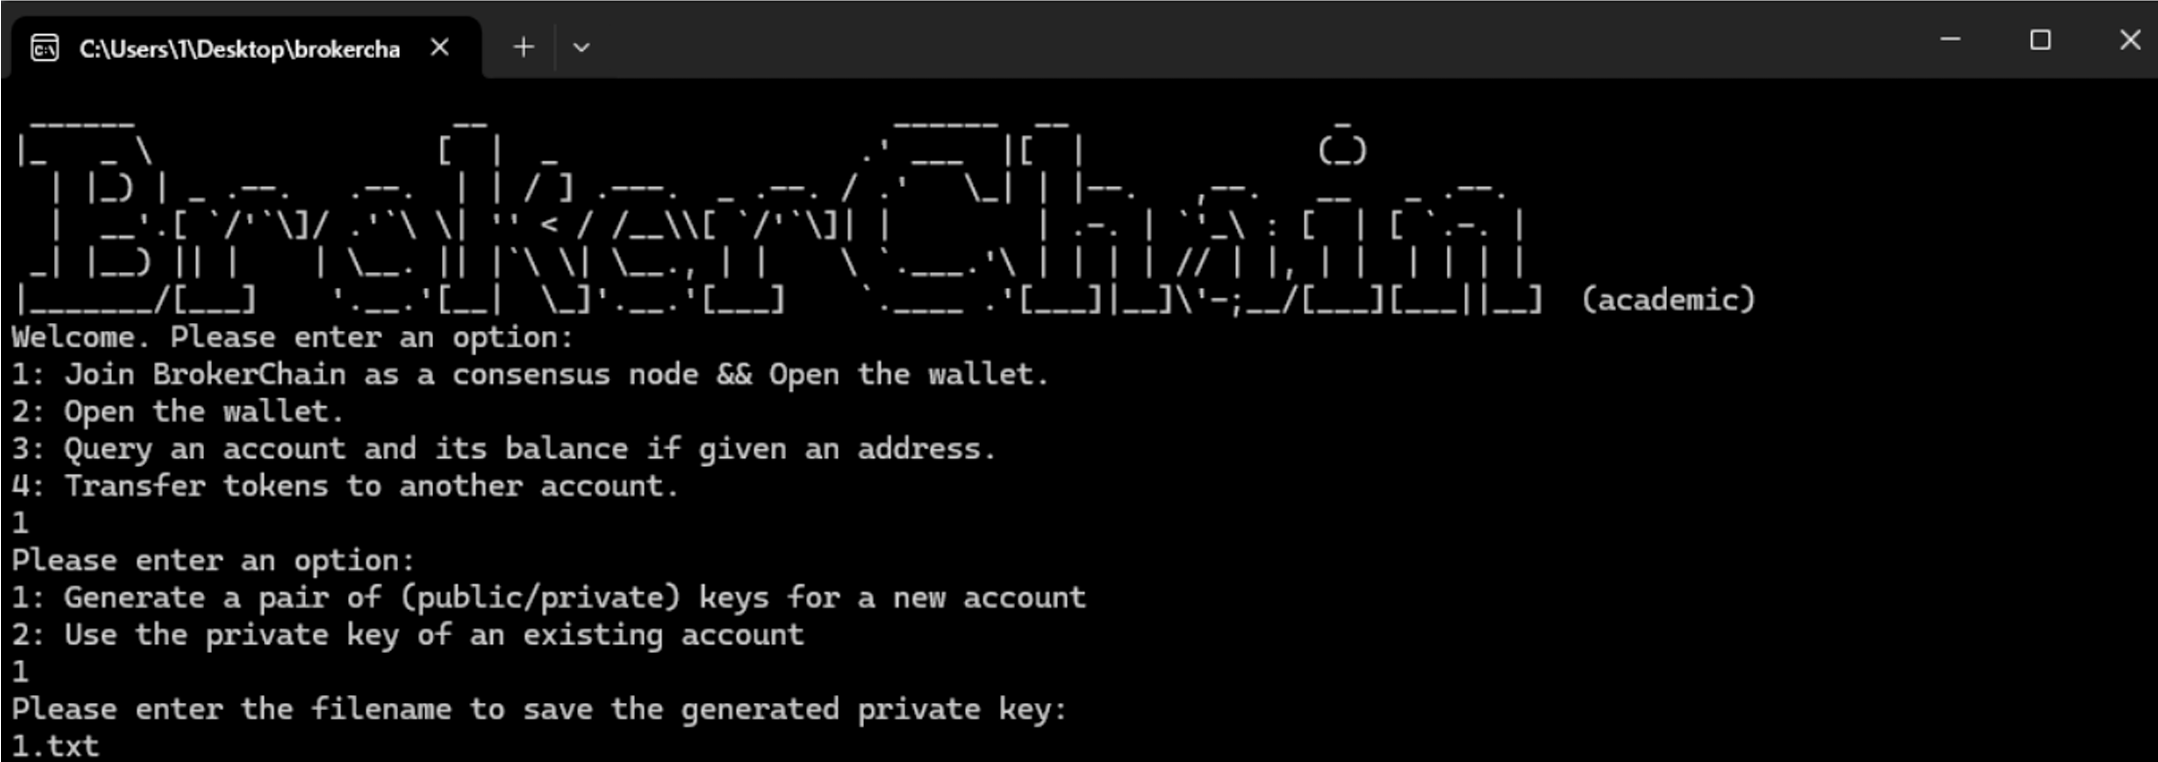 C:\Users\1\Desktop\brokercha
BrokerChain (academic)
Welcome. Please enter an option:
1: Join BrokerChain as a consensus node && Open the wallet.
2: Open the wallet.
3: Query an account and its balance if given an address.
4: Transfer tokens to another account.
1
Please enter an option:
1: Generate a pair of (public/private) keys for a new account
2: Use the private key of an existing account
1
Please enter the filename to save the generated private key:
1.txt